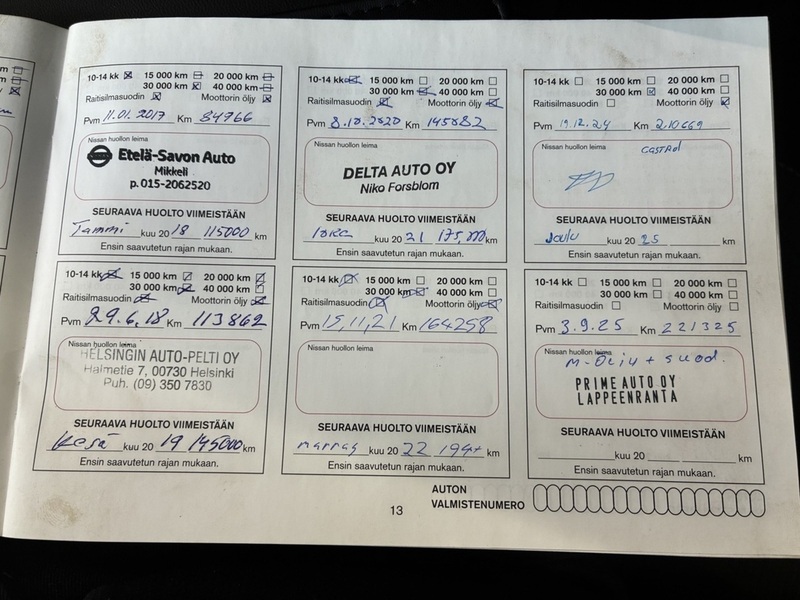 10-14 kk 15 000 km 20 000 km
30 000 km 40 000 km
Raitisilmasuodin Moottorin öljy
Pvm 11.01.2017 Km 84766
Nissan huollon leima
Etelä-Savon Auto
Mikkeli
p. 015-2062520
SEURAAVA HUOLTO VIIMEISTÄÄN
Tammi kuu 20 18 115000 km
Ensin saavutetun rajan mukaan.
10-14 kk 15 000 km 20 000 km
30 000 km 40 000 km
Raitisilmasuodin Moottorin öljy
Pvm 8.10.2020 Km 145082
Nissan huollon leima
DELTA AUTO OY
Niko Forsblom
SEURAAVA HUOLTO VIIMEISTÄÄN
loka kuu 20 21 km
Ensin saavutetun rajan mukaan.
10-14 kk 15 000 km 20 000 km
30 000 km 40 000 km
Raitisilmasuodin Moottorin öljy
Pvm 19.12.24 Km 210669
Nissan huollon leima
CASTROL
SEURAAVA HUOLTO VIIMEISTÄÄN
Joulu kuu 20 25 km
Ensin saavutetun rajan mukaan.
10-14 kk 15 000 km 20 000 km
30 000 km 40 000 km
Raitisilmasuodin Moottorin öljy
Pvm 29.6.18 Km 113862
Nissan huollon leima
HELSINGIN AUTO-PELTI OY
Halmetie 7, 00730 Helsinki
Puh. (09) 350 7830
SEURAAVA HUOLTO VIIMEISTÄÄN
Kesä kuu 20 19 145000 km
Ensin saavutetun rajan mukaan.
10-14 kk 15 000 km 20 000 km
30 000 km 40 000 km
Raitisilmasuodin Moottorin öljy
Pvm 15,11,21 Km 164258
Nissan huollon leima
SEURAAVA HUOLTO VIIMEISTÄÄN
marras kuu 20 22 km
Ensin saavutetun rajan mukaan.
10-14 kk 15 000 km 20 000 km
30 000 km 40 000 km
Raitisilmasuodin Moottorin öljy
Pvm 3.9.25 Km 221325
Nissan huollon leima
M-Öljy + suod.
PRIME AUTO OY
LAPPEENRANTA
SEURAAVA HUOLTO VIIMEISTÄÄN
kuu 20 km
Ensin saavutetun rajan mukaan.
AUTON
VALMISTENUMERO
13